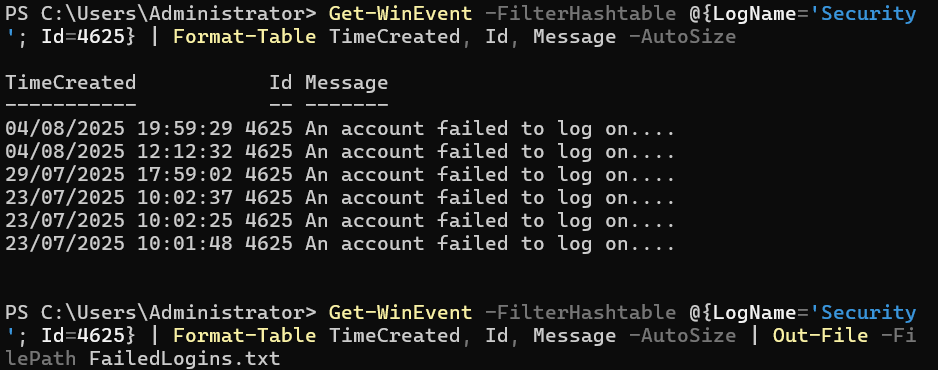 PS C:\Users\Administrator> Get-WinEvent -FilterHashtable @{LogName='Security
'; Id=4625} | Format-Table TimeCreated, Id, Message -AutoSize
TimeCreated Id Message
----------- -- -------
04/08/2025 19:59:29 4625 An account failed to log on....
04/08/2025 12:12:32 4625 An account failed to log on....
29/07/2025 17:59:02 4625 An account failed to log on....
23/07/2025 10:02:37 4625 An account failed to log on....
23/07/2025 10:02:25 4625 An account failed to log on....
23/07/2025 10:01:48 4625 An account failed to log on....
PS C:\Users\Administrator> Get-WinEvent -FilterHashtable @{LogName='Security
'; Id=4625} | Format-Table TimeCreated, Id, Message -AutoSize | Out-File -Fi
lePath FailedLogins.txt